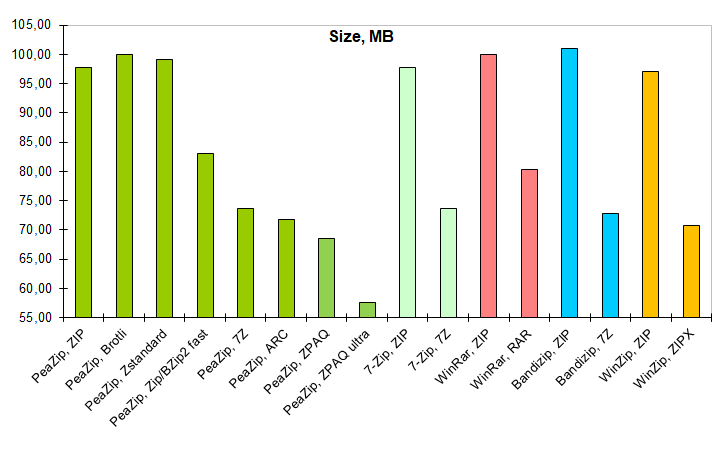 Size, MB
105,00
100,00
95,00
90,00
85,00
80,00
75,00
70,00
65,00
60,00
55,00
PeaZip, ZIP
PeaZip, Brotli
PeaZip, Zstandard
PeaZip, Zip/BZip2 fast
PeaZip, 7Z
PeaZip, ARC
PeaZip, ZPAQ
PeaZip, ZPAQ ultra
7-Zip, ZIP
7-Zip, 7Z
WinRar, ZIP
WinRar, RAR
Bandizip, ZIP
Bandizip, 7Z
WinZip, ZIP
WinZip, ZIPX